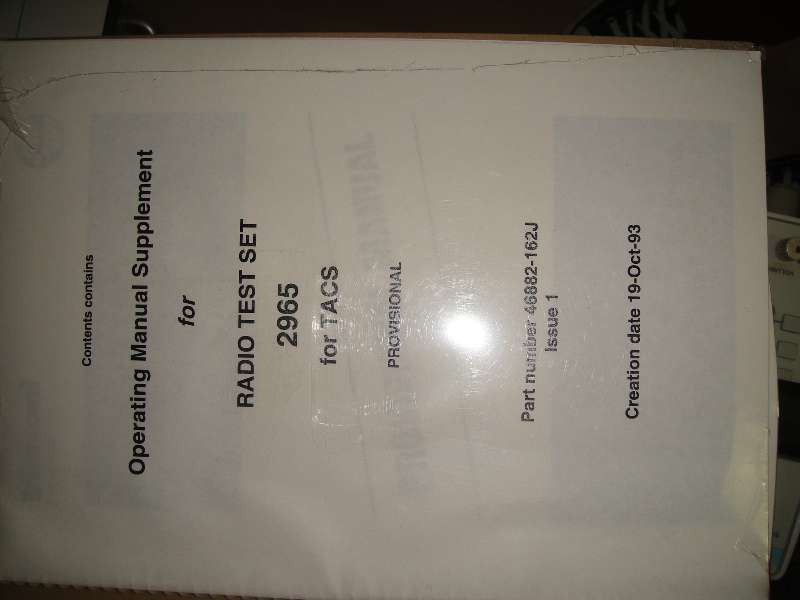 Contents contains
Operating Manual Supplement
for
RADIO TEST SET
2965
for TACS
PROVISIONAL
Part number 46882-162J
Issue 1
Creation date 19-Oct-93